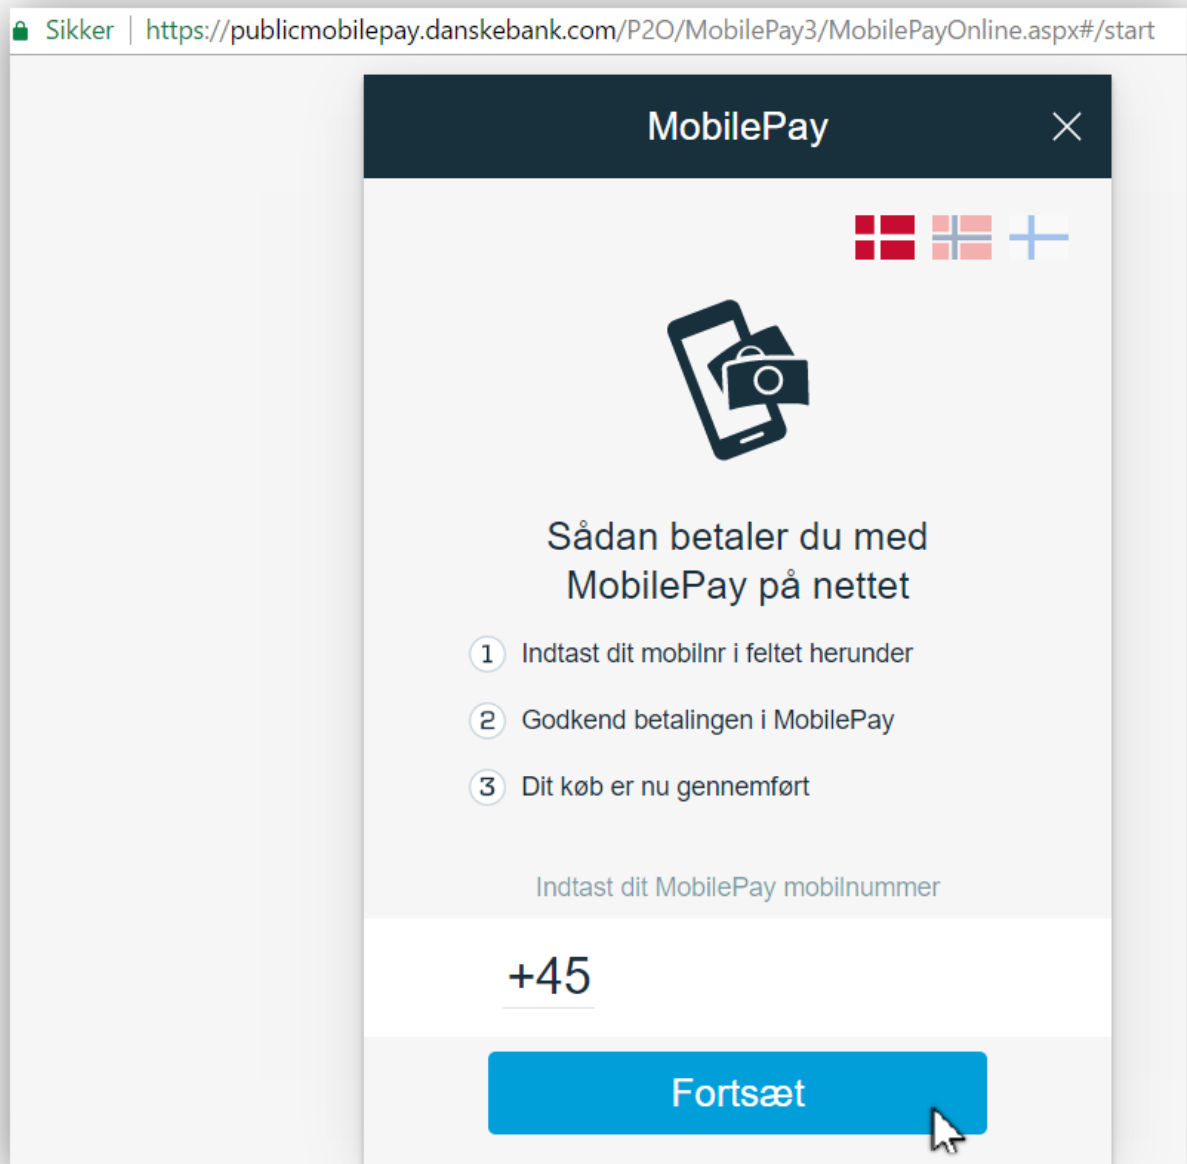 Sikker | https://publicmobilepay.danskebank.com/P2O/MobilePay3/MobilePayOnline.aspx#/start
MobilePay
Sådan betaler du med
MobilePay på nettet
1 Indtast dit mobilnr i feltet herunder
2 Godkend betalingen i MobilePay
3 Dit køb er nu gennemført
Indtast dit MobilePay mobilnummer
+45
Fortsæt